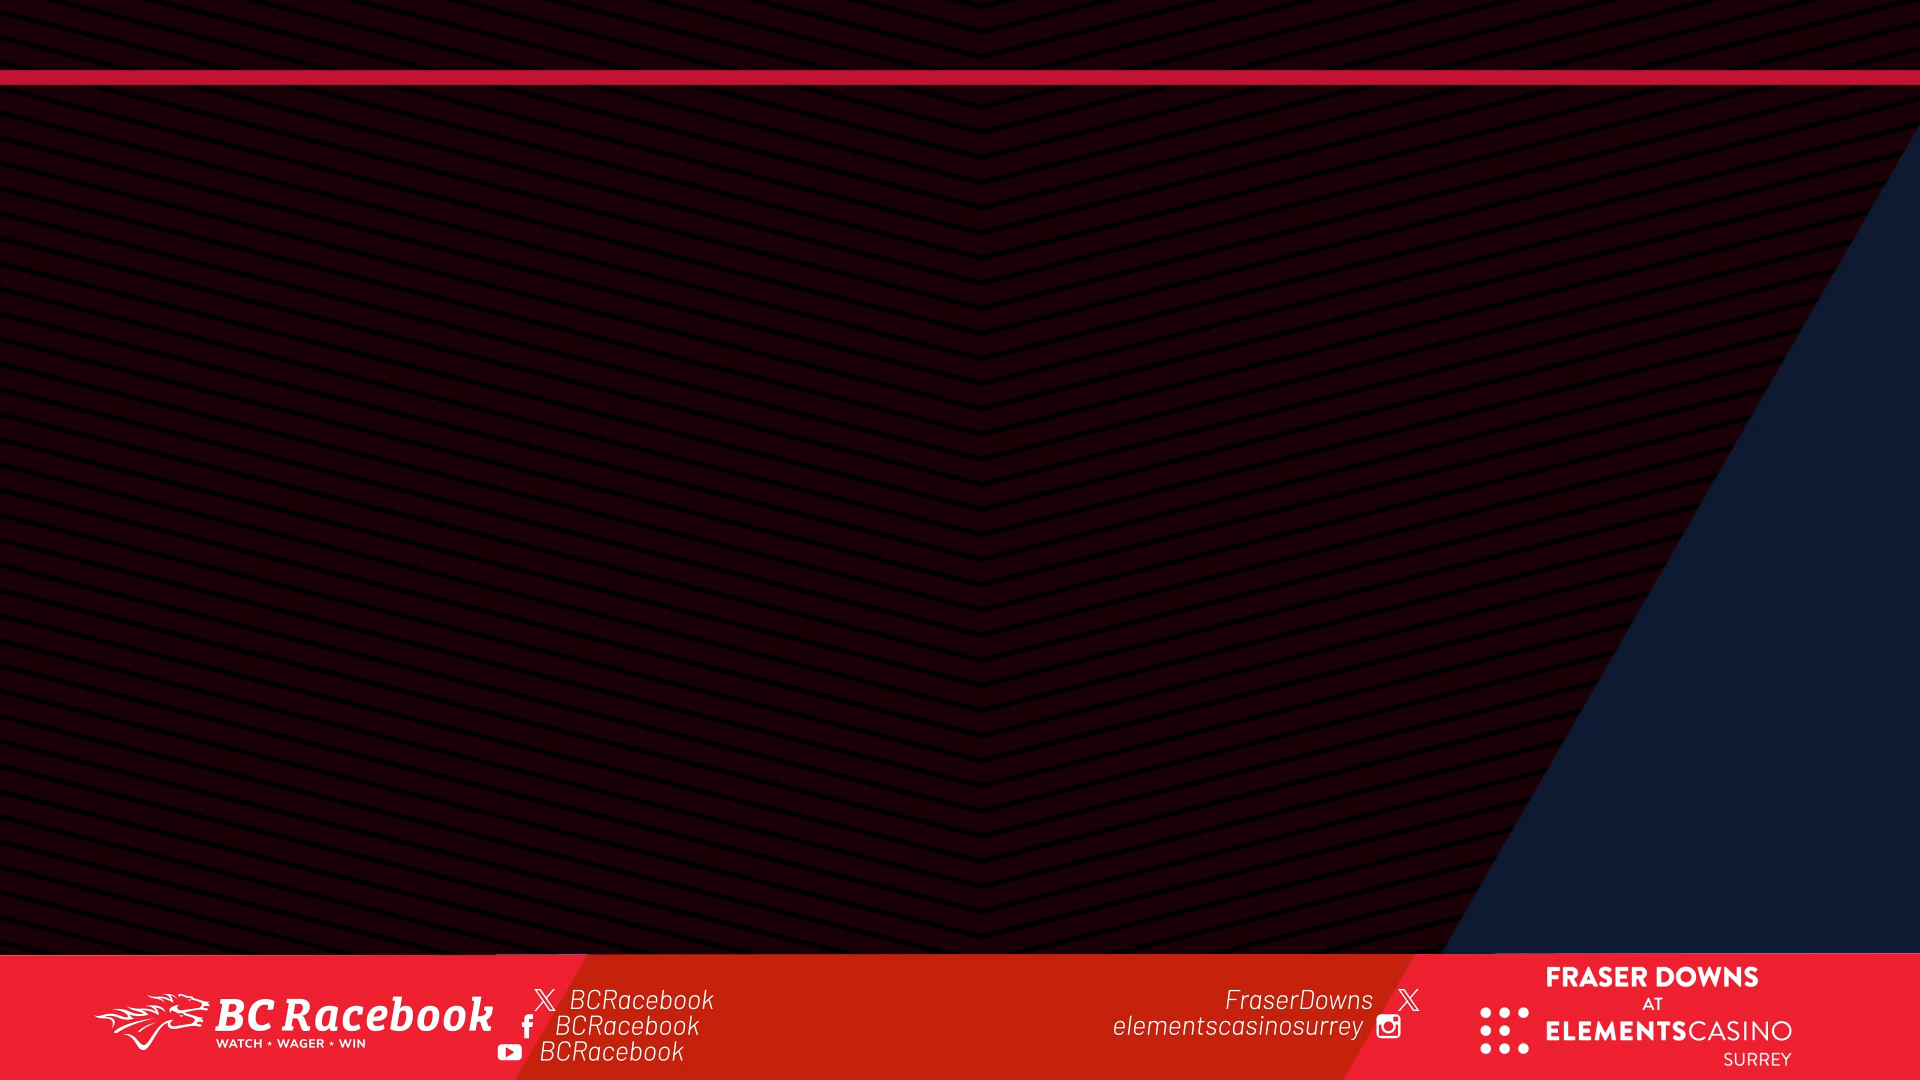 BC Racebook
WATCH • WAGER • WIN
BCRacebook
BCRacebook
BCRacebook
FraserDowns
elementscasinosurrey
FRASER DOWNS
AT
ELEMENTSCASINO
SURREY